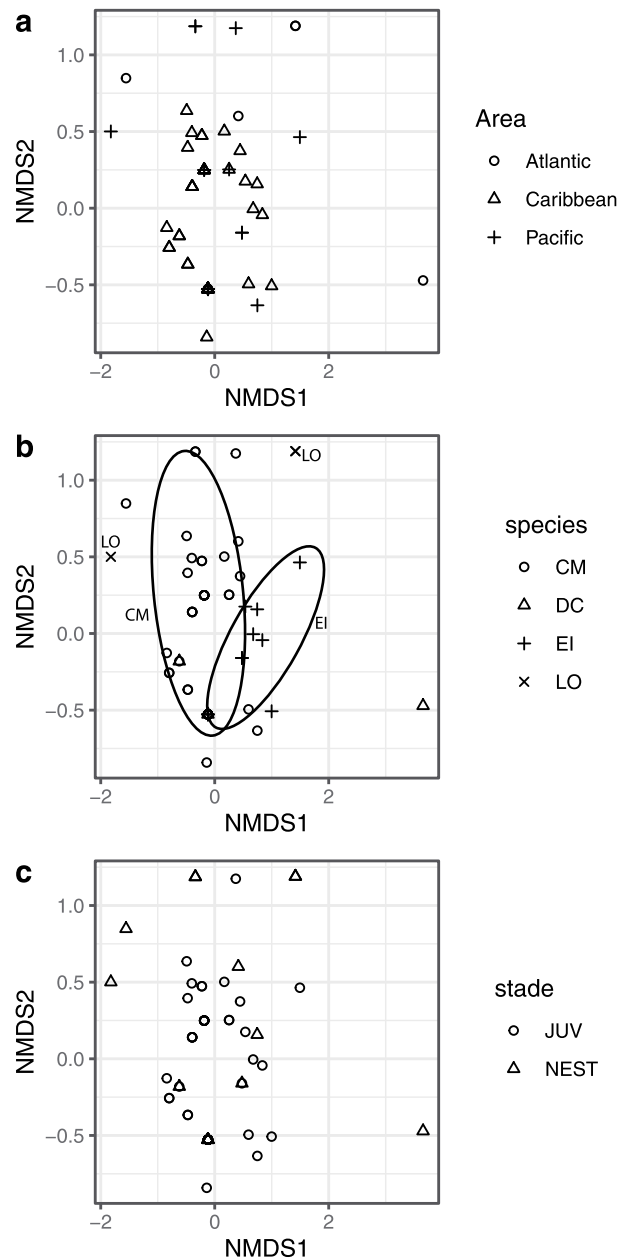 a
1.0
0.5
0.0
−0.5
NMDS2
−2
0
2
NMDS1
Area
Atlantic
Caribbean
Pacific
b
1.0
0.5
0.0
−0.5
NMDS2
LO
LO
CM
EI
−2
0
2
NMDS1
species
CM
DC
EI
LO
c
1.0
0.5
0.0
−0.5
NMDS2
−2
0
2
NMDS1
stade
JUV
NEST